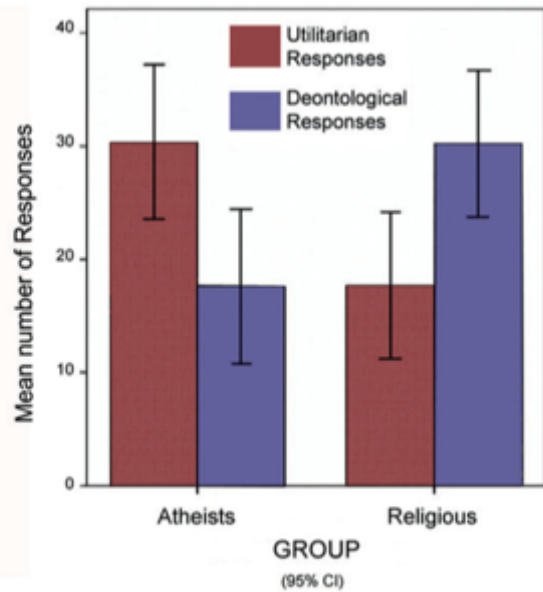 40
30
20
10
0
Mean number of Responses
Utilitarian
Responses
Deontological
Responses
Atheists
Religious
GROUP
(95% CI)